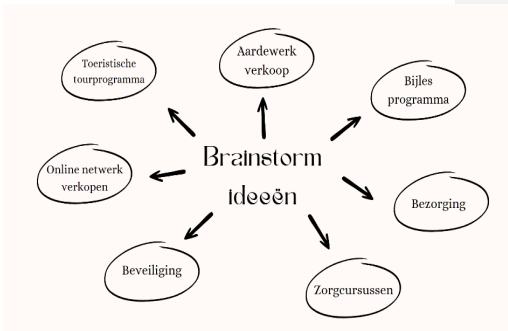 Toeristische
tourprogramma
Aardewerk
verkoop
Bijles
programma
Brainstorm
ideeën
Online netwerk
verkopen
Bezorging
Beveiliging
Zorgcursussen